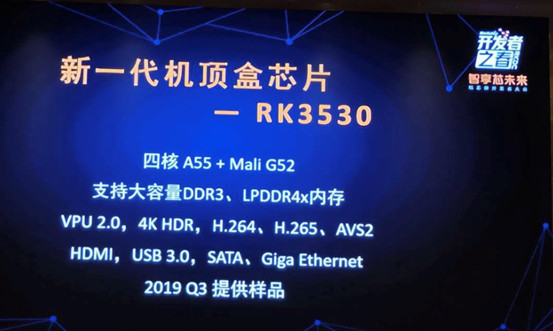 开发者
之春
智享芯未来
新一代机顶盒芯片
— RK3530
四核 A55 + Mali G52
支持大容量DDR3、LPDDR4x内存
VPU 2.0，4K HDR，H.264、H.265、AVS2
HDMI，USB 3.0，SATA、Giga Ethernet
2019 Q3 提供样品